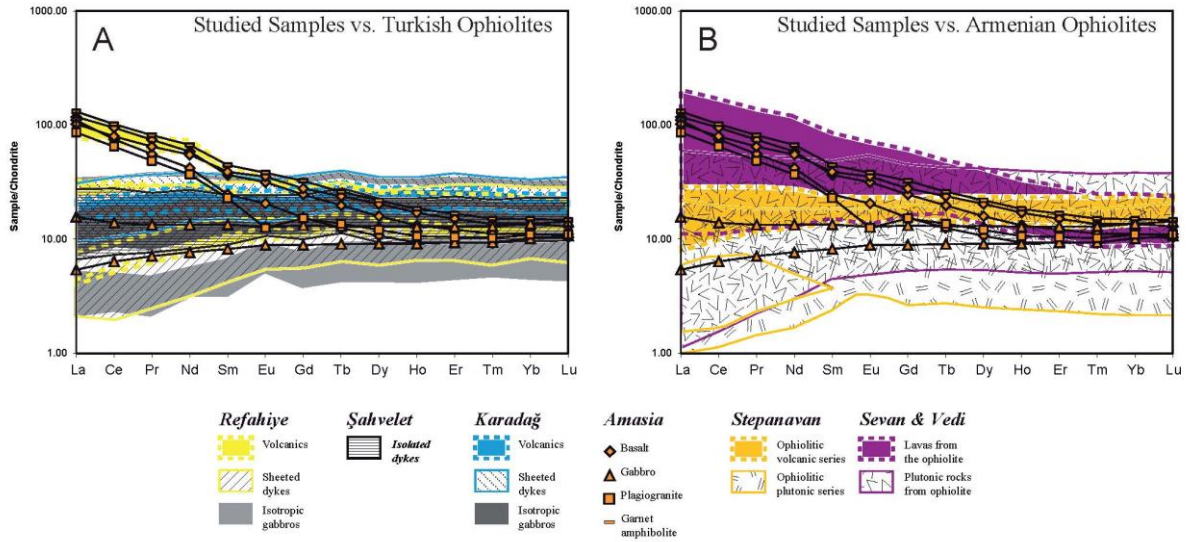 A
Studied Samples vs. Turkish Ophiolites
1000.00
100.00
10.00
1.00
Sample/Chondrite
La Ce Pr Nd Sm Eu Gd Tb Dy Ho Er Tm Yb Lu
B
Studied Samples vs. Armenian Ophiolites
1000.00
100.00
10.00
1.00
Sample/Chondrite
La Ce Pr Nd Sm Eu Gd Tb Dy Ho Er Tm Yb Lu
Refahiye
Volcanics
Sheeted
dykes
Isotropic
gabbros
Şahvelet
Isolated
dykes
Karadağ
Volcanics
Sheeted
dykes
Isotropic
gabbros
Amasia
Basalt
Gabbro
Plagiogranite
Garnet
amphibolite
Stepanavan
Ophiolitic
volcanic series
Ophiolitic
plutonic series
Sevan & Vedi
Lavas from
the ophiolite
Plutonic rocks
from ophiolite